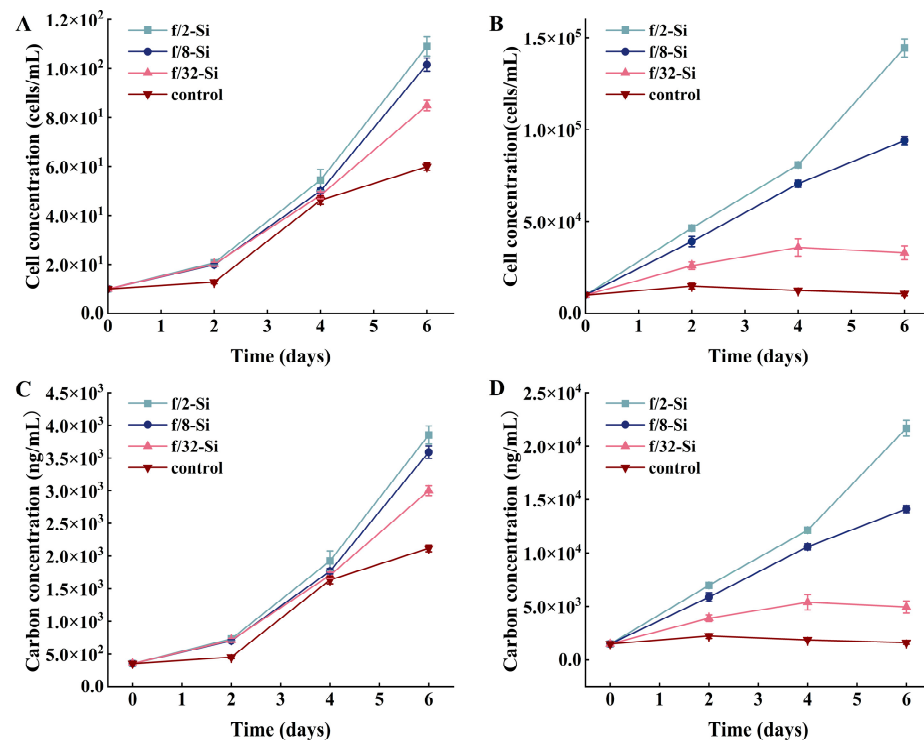 A
1.2×10²
1.0×10²
8.0×10¹
6.0×10¹
4.0×10¹
2.0×10¹
0.0
Cell concentration (cells/mL)
f/2-Si
f/8-Si
f/32-Si
control
0 1 2 3 4 5 6
Time (days)
B
1.5×10⁵
1.0×10⁵
5.0×10⁴
0.0
Cell concentration(cells/mL)
f/2-Si
f/8-Si
f/32-Si
control
0 1 2 3 4 5 6
Time (days)
C
4.5×10³
4.0×10³
3.5×10³
3.0×10³
2.5×10³
2.0×10³
1.5×10³
1.0×10³
5.0×10²
0.0
Carbon concentration (ng/mL)
f/2-Si
f/8-Si
f/32-Si
control
0 1 2 3 4 5 6
Time (days)
D
2.5×10⁴
2.0×10⁴
1.5×10⁴
1.0×10⁴
5.0×10³
0.0
Carbon concentration (ng/mL)
f/2-Si
f/8-Si
f/32-Si
control
0 1 2 3 4 5 6
Time (days)